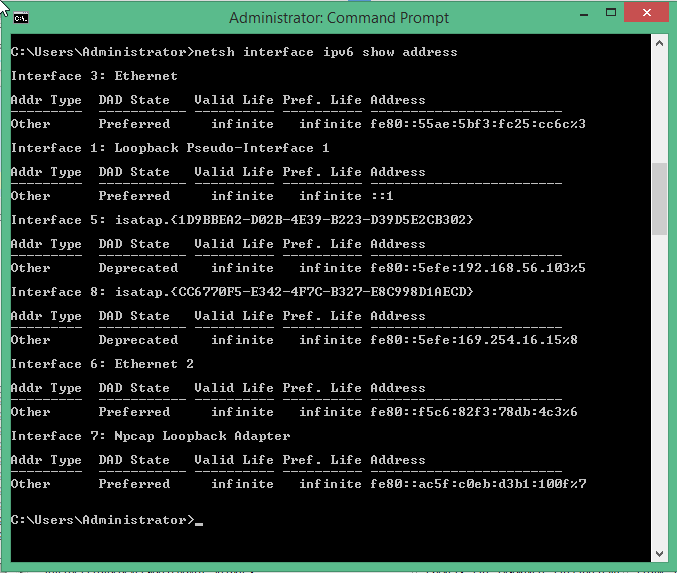 Administrator: Command Prompt
C:\Users\Administrator>netsh interface ipv6 show address
Interface 3: Ethernet
Addr Type  DAD State   Valid Life Pref. Life Address
---------  ----------- ---------- ---------- ------------------------
Other      Preferred     infinite   infinite fe80::55ae:5bf3:fc25:cc6c%3
Interface 1: Loopback Pseudo-Interface 1
Addr Type  DAD State   Valid Life Pref. Life Address
---------  ----------- ---------- ---------- ------------------------
Other      Preferred     infinite   infinite ::1
Interface 5: isatap.{1D9BBEA2-D02B-4E39-B223-D39D5E2CB302}
Addr Type  DAD State   Valid Life Pref. Life Address
---------  ----------- ---------- ---------- ------------------------
Other      Deprecated    infinite   infinite fe80::5efe:192.168.56.103%5
Interface 8: isatap.{CC6770F5-E342-4F7C-B327-E8C998D1AECD}
Addr Type  DAD State   Valid Life Pref. Life Address
---------  ----------- ---------- ---------- ------------------------
Other      Deprecated    infinite   infinite fe80::5efe:169.254.16.15%8
Interface 6: Ethernet 2
Addr Type  DAD State   Valid Life Pref. Life Address
---------  ----------- ---------- ---------- ------------------------
Other      Preferred     infinite   infinite fe80::f5c6:82f3:78db:4c3%6
Interface 7: Npcap Loopback Adapter
Addr Type  DAD State   Valid Life Pref. Life Address
---------  ----------- ---------- ---------- ------------------------
Other      Preferred     infinite   infinite fe80::ac5f:c0eb:d3b1:100f%7
C:\Users\Administrator>_